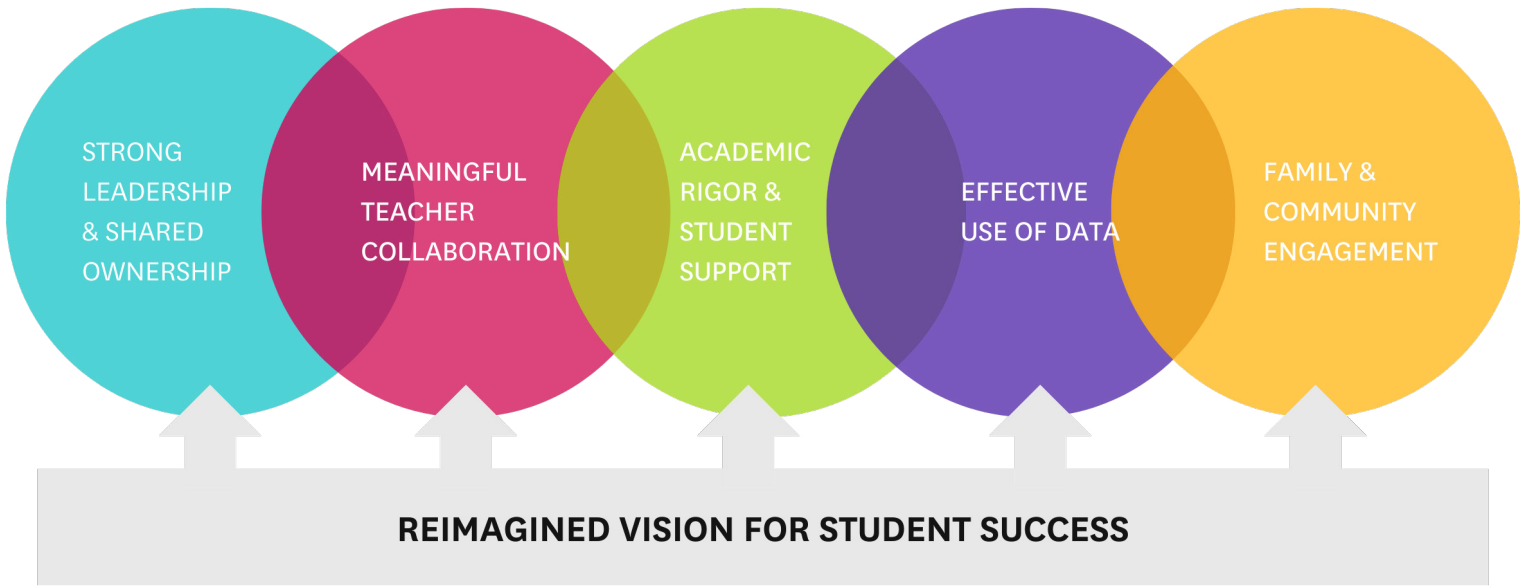 STRONG
LEADERSHIP
& SHARED
OWNERSHIP
MEANINGFUL
TEACHER
COLLABORATION
ACADEMIC
RIGOR &
STUDENT
SUPPORT
EFFECTIVE
USE OF DATA
FAMILY &
COMMUNITY
ENGAGEMENT
REIMAGINED VISION FOR STUDENT SUCCESS